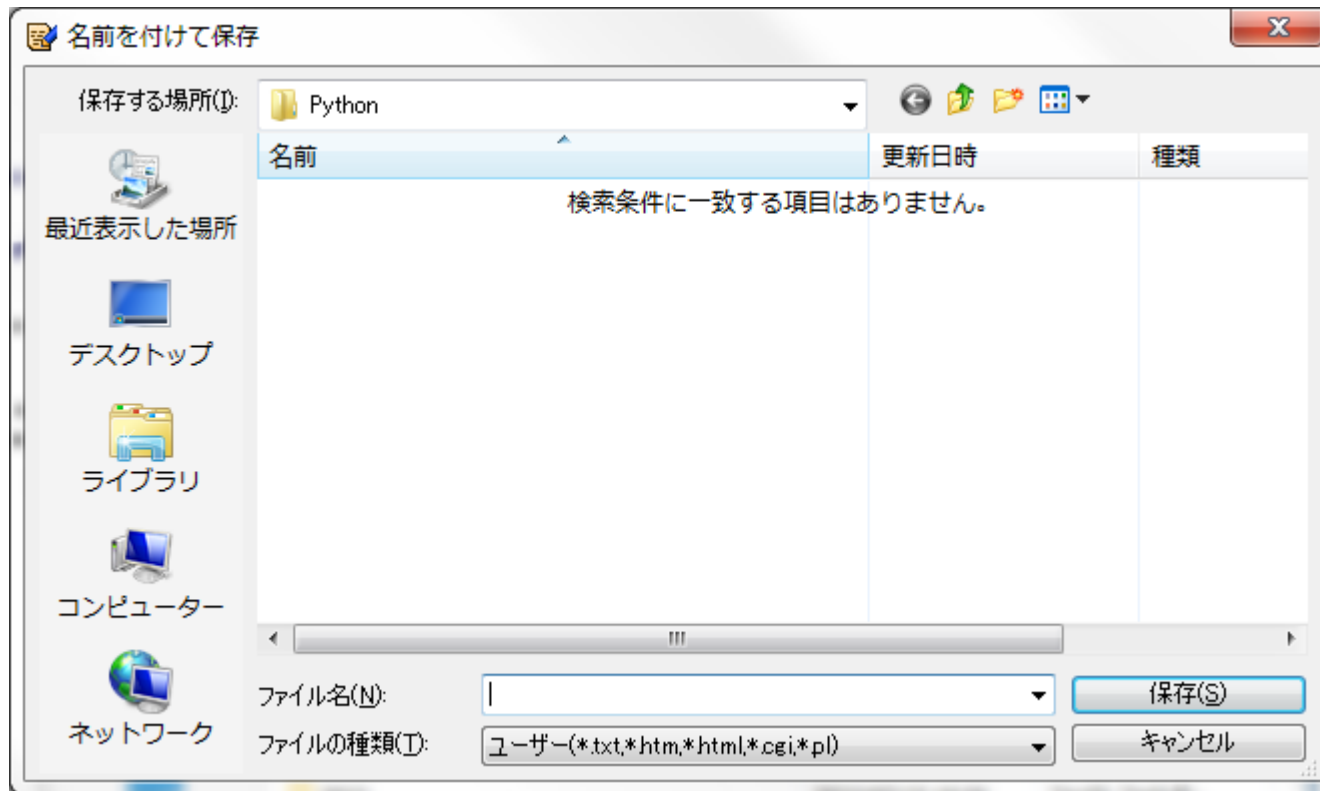 名前を付けて保存
保存する場所(I):
Python
名前
更新日時
種類
検索条件に一致する項目はありません。
最近表示した場所
デスクトップ
ライブラリ
コンピューター
ネットワーク
ファイル名(N):
保存(S)
ファイルの種類(T):
ユーザー(*.txt,*.htm,*.html,*.cgi,*.pl)
キャンセル